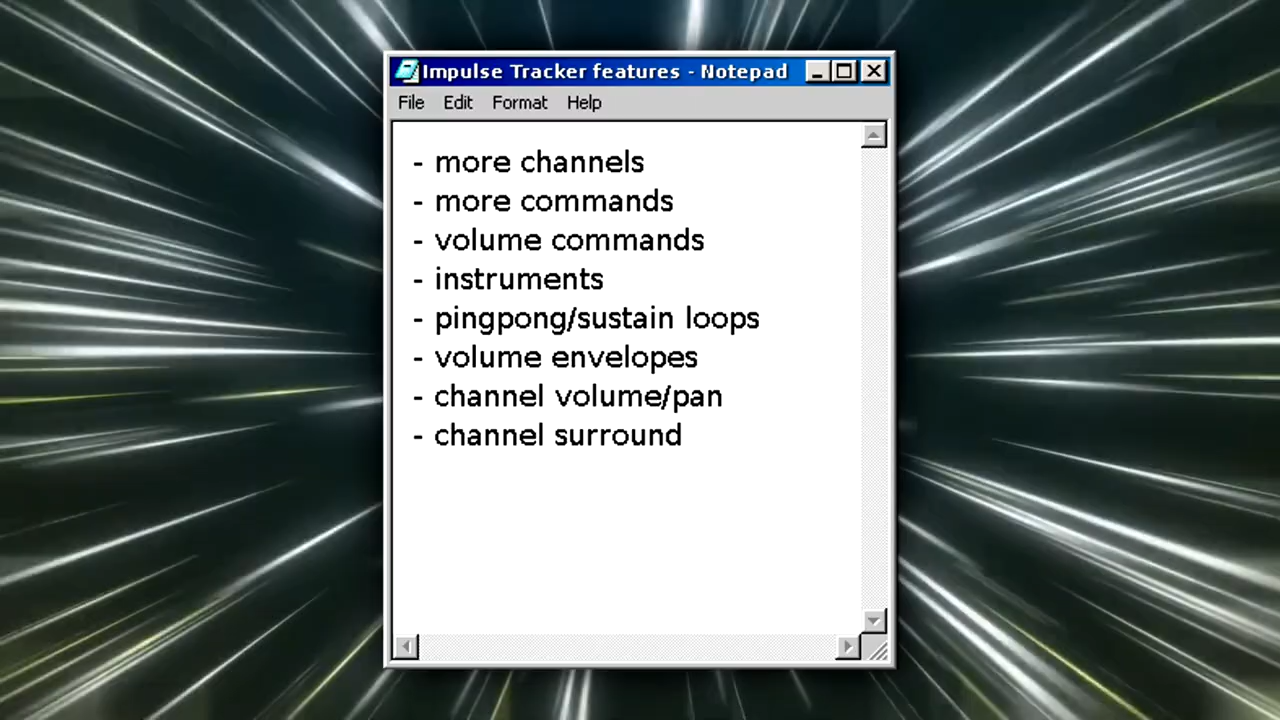 Impulse Tracker features - Notepad
File Edit Format Help
- more channels
- more commands
- volume commands
- instruments
- pingpong/sustain loops
- volume envelopes
- channel volume/pan
- channel surround